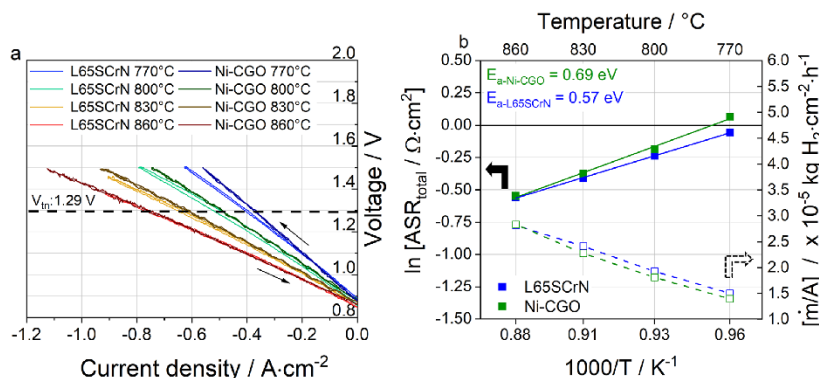 a
L65SCrN 770°C Ni-CGO 770°C
L65SCrN 800°C Ni-CGO 800°C
L65SCrN 830°C Ni-CGO 830°C
L65SCrN 860°C Ni-CGO 860°C
Vtn:1.29 V
2.0
1.8
1.6
1.4
1.2
1.0
0.8
Voltage / V
-1.2 -1.0 -0.8 -0.6 -0.4 -0.2 0.0
Current density / A·cm-2
Temperature / °C
b
860 830 800 770
Ea-Ni-CGO = 0.69 eV
Ea-L65SCrN = 0.57 eV
ln [ASRtotal / Ω·cm2]
0.50
0.25
0.00
-0.25
-0.50
-0.75
-1.00
-1.25
-1.50
L65SCrN
Ni-CGO
6.0
5.5
5.0
4.5
4.0
3.5
3.0
2.5
2.0
1.5
1.0
[m/A] / x 10-5 kg H2·cm-2·h-1
0.88 0.91 0.93 0.96
1000/T / K-1